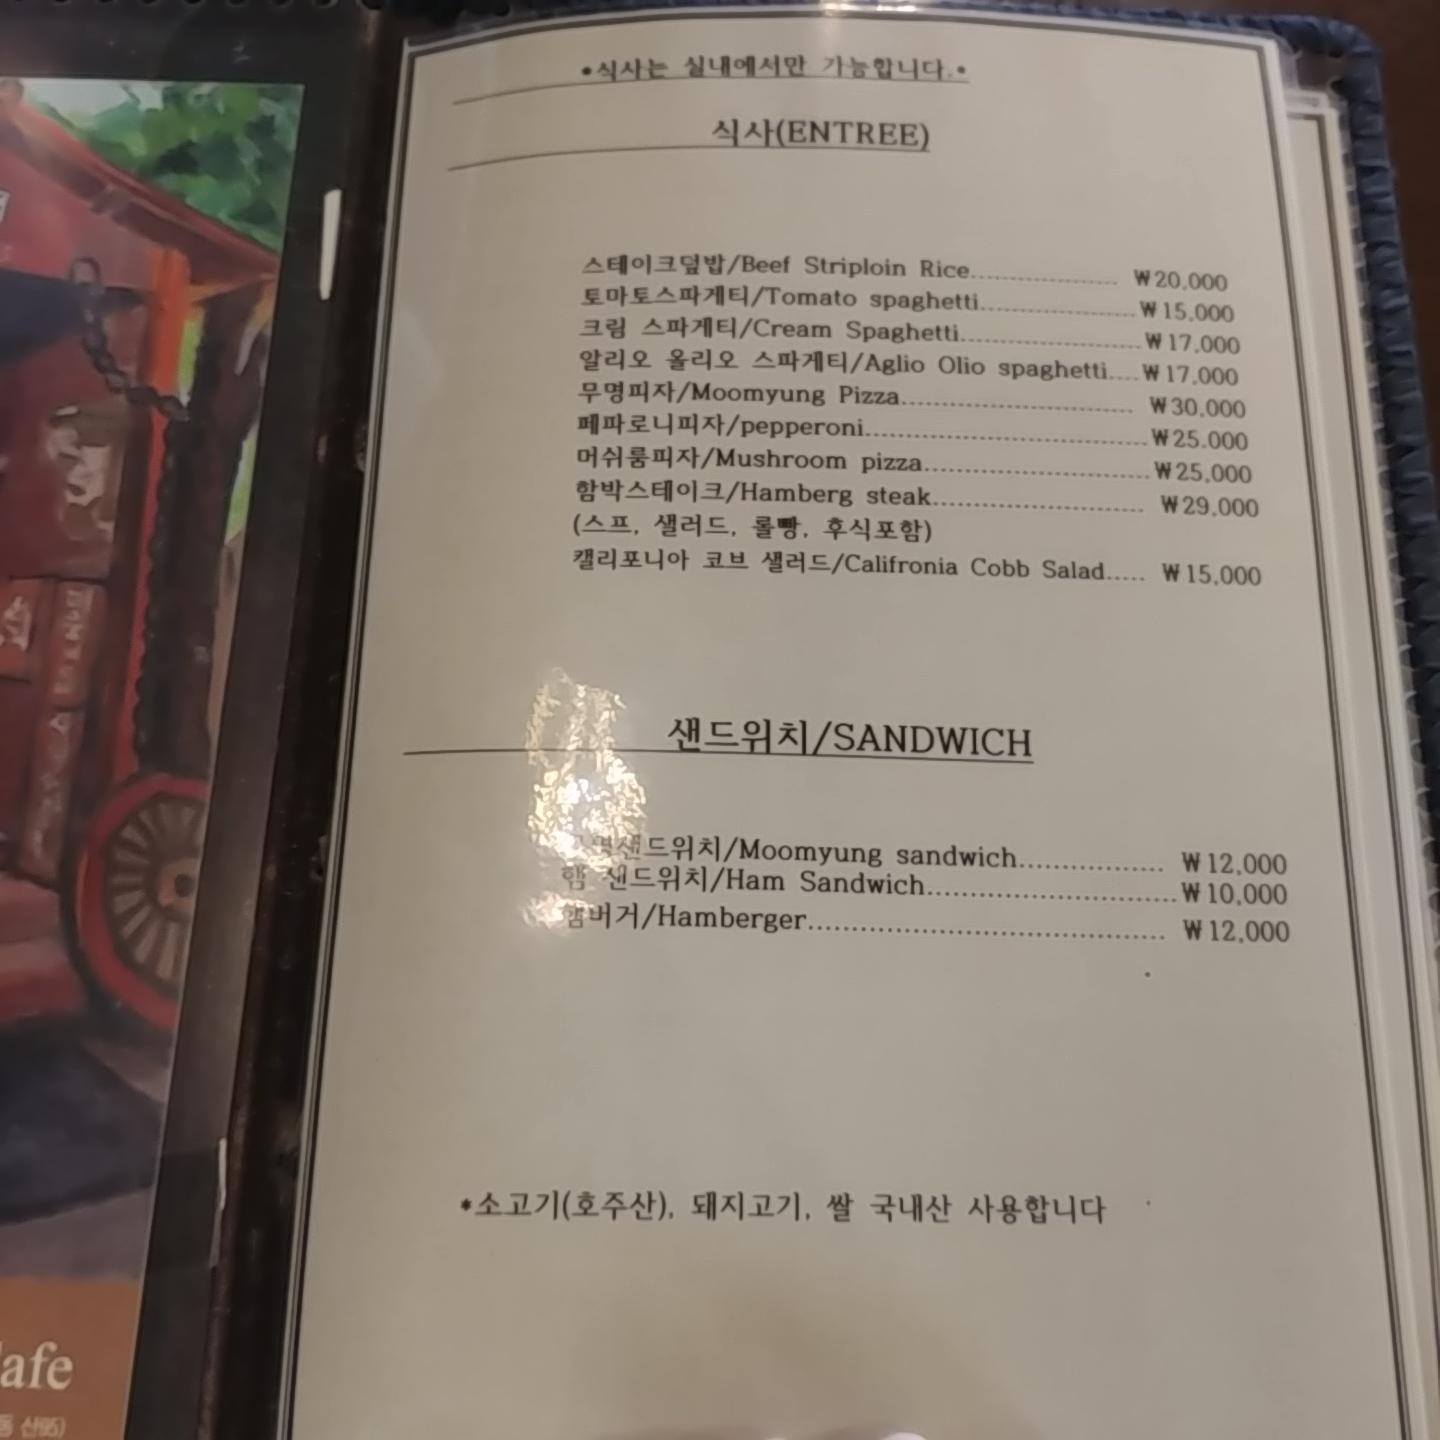 *식사는 실내에서만 가능합니다.*
식사(ENTREE)
스테이크덮밥/Beef Striploin Rice.................... ₩20,000
토마토스파게티/Tomato spaghetti......................₩15,000
크림 스파게티/Cream Spaghetti.........................₩17,000
알리오 올리오 스파게티/Aglio Olio spaghetti....₩17,000
무명피자/Moomyung Pizza............................... ₩30,000
페파로니피자/pepperoni......................................₩25,000
머쉬룸피자/Mushroom pizza...............................₩25,000
함박스테이크/Hamberg steak............................. ₩29,000
(스프, 샐러드, 롤빵, 후식포함)
캘리포니아 코브 샐러드/Califronia Cobb Salad..... ₩15,000
샌드위치/SANDWICH
샌드위치/Moomyung sandwich.................... ₩12,000
햄 샌드위치/Ham Sandwich..................................₩10,000
햄버거/Hamberger................................................ ₩12,000
*소고기(호주산), 돼지고기, 쌀 국내산 사용합니다
afe
산95)